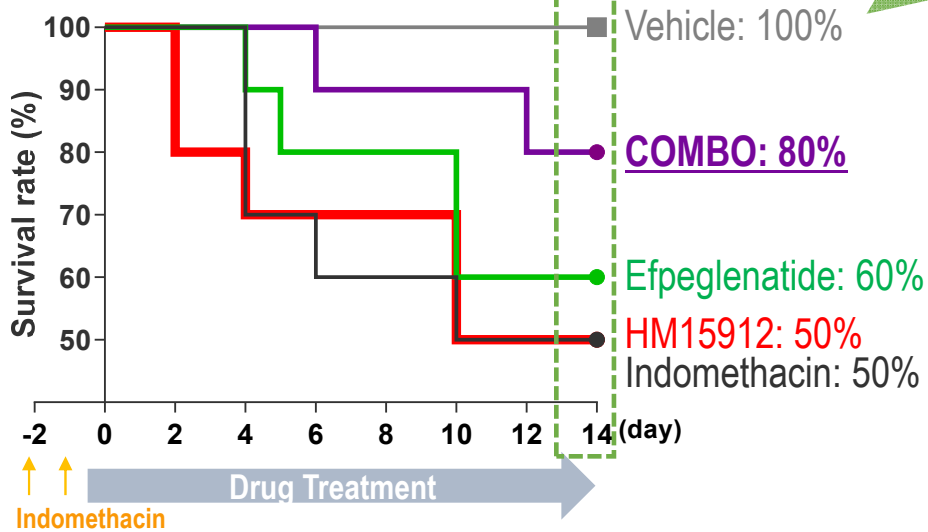 Survival rate (%)
100
90
80
70
60
50
Vehicle: 100%
COMBO: 80%
Efpeglenatide: 60%
HM15912: 50%
Indomethacin: 50%
-2 0 2 4 6 8 10 12 14 (day)
Drug Treatment
Indomethacin